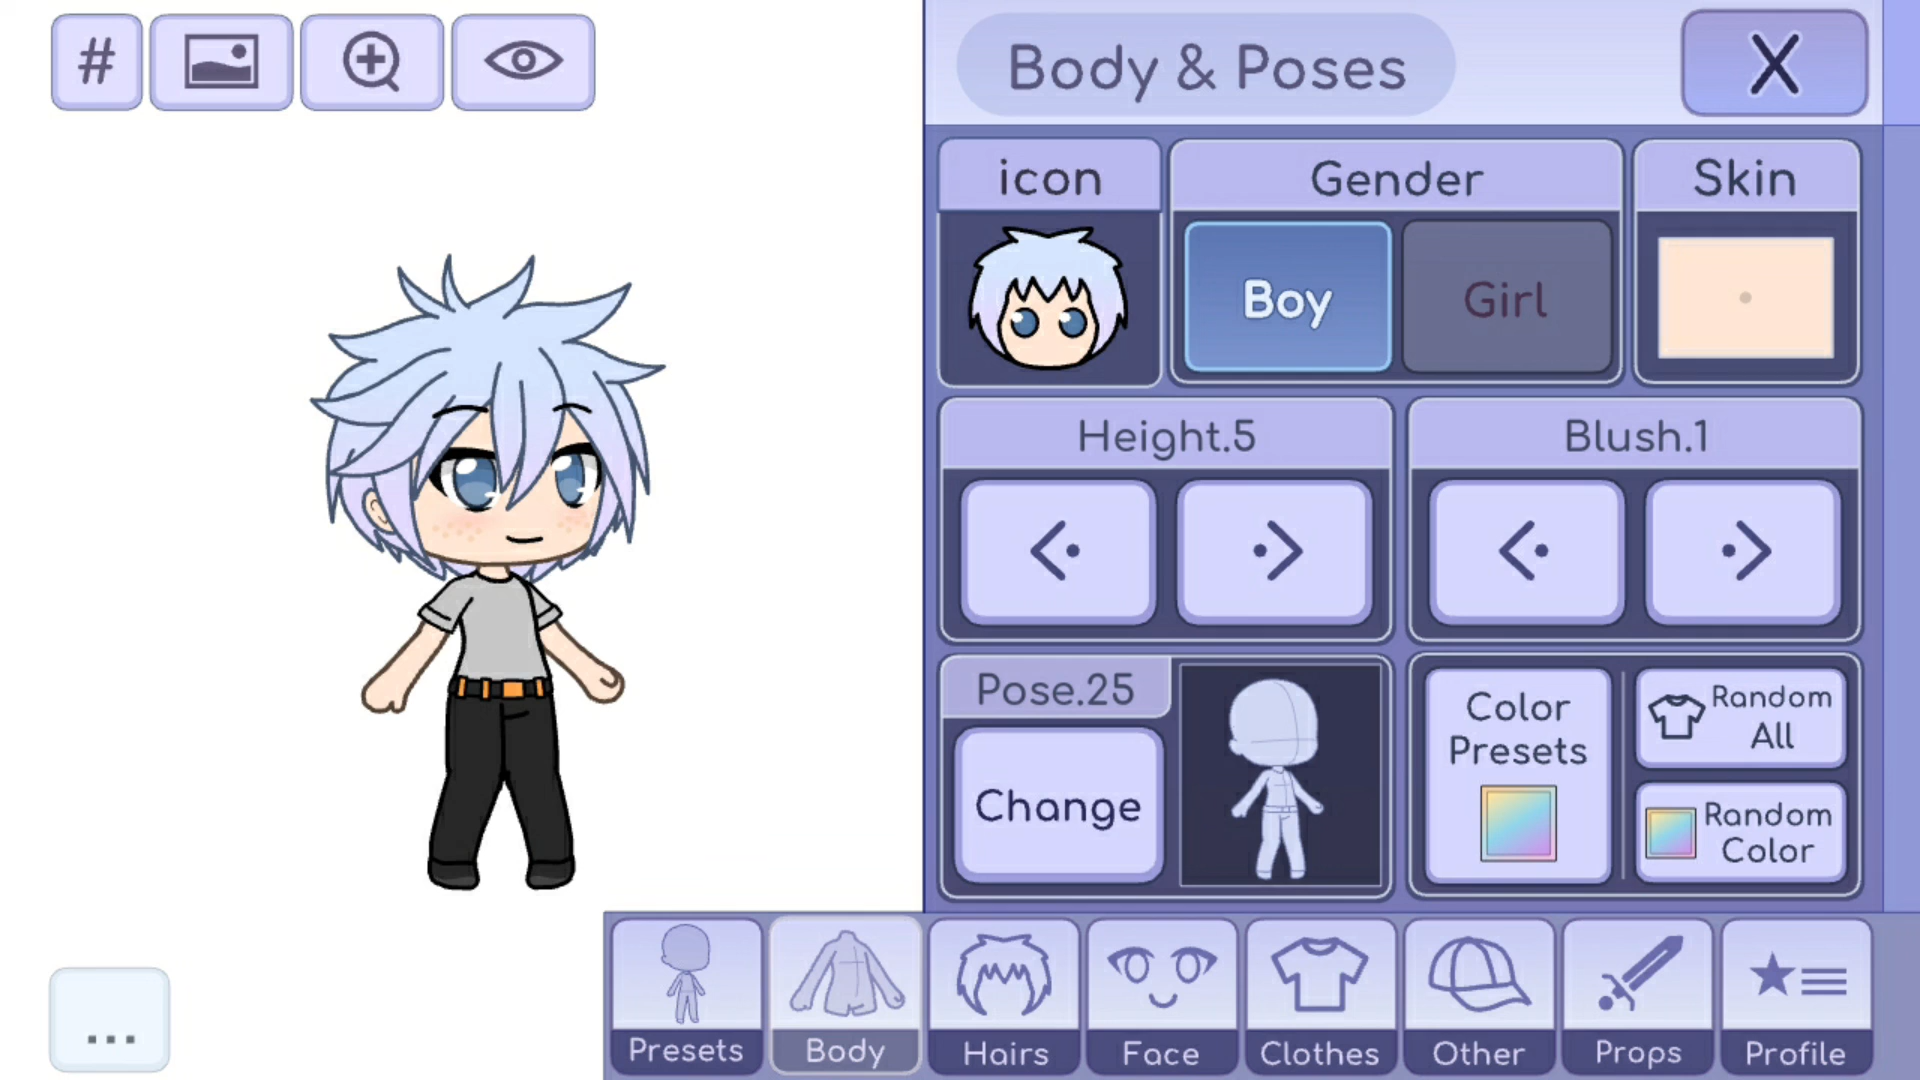 #
Body & Poses
X
icon
Gender
Skin
Boy
Girl
Height.5
Blush.1
Pose.25
Change
Color
Presets
Random
All
Random
Color
...
Presets
Body
Hairs
Face
Clothes
Other
Props
Profile